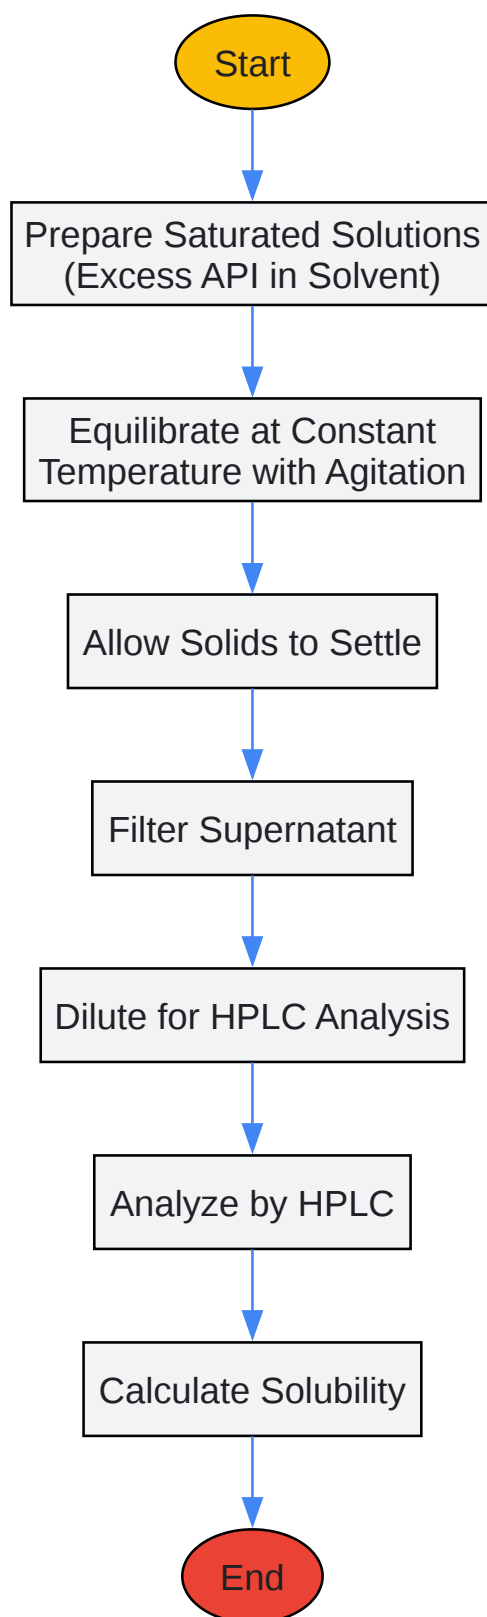 Start
Prepare Saturated Solutions
(Excess API in Solvent)
Equilibrate at Constant
Temperature with Agitation
Allow Solids to Settle
Filter Supernatant
Dilute for HPLC Analysis
Analyze by HPLC
Calculate Solubility
End